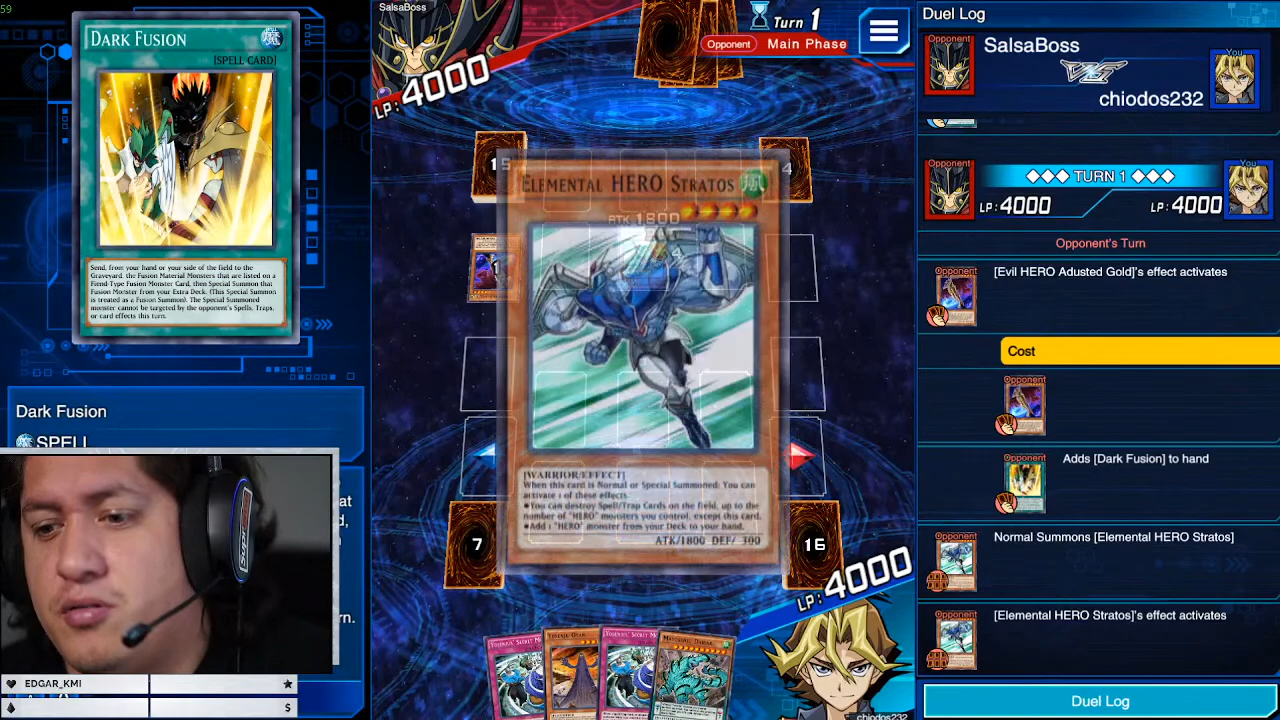 59
DARK FUSION
[SPELL CARD]
Send, from your hand or your side of the field to the
Graveyard, the Fusion Material Monsters that are listed on a
Fiend-Type Fusion Monster Card, then Special Summon that
Fusion Monster from your Extra Deck. (This Special Summon
is treated as a Fusion Summon). The Special Summoned
monster cannot be targeted by the opponent's Spells, Traps,
or card effects this turn.
Dark Fusion
SPELL
EDGAR_KMI
$
SalsaBoss
LP: 4000
Turn 1
Opponent Main Phase
ELEMENTAL HERO STRATOS
ATK 1800
[WARRIOR/EFFECT]
When this card is Normal or Special Summoned: You can
activate 1 of these effects.
●You can destroy Spell/Trap Cards on the field, up to the
number of "HERO" monsters you control, except this card.
●Add 1 "HERO" monster from your Deck to your hand.
ATK/1800 DEF/ 300
7
16
LP: 4000
chiodos232
Duel Log
Opponent
SalsaBoss
You
chiodos232
Opponent
TURN 1
You
LP: 4000
LP: 4000
Opponent's Turn
Opponent
[Evil HERO Adusted Gold]'s effect activates
Cost
Opponent
Opponent
Adds [Dark Fusion] to hand
Opponent
Normal Summons [Elemental HERO Stratos]
Opponent
[Elemental HERO Stratos]'s effect activates
Duel Log